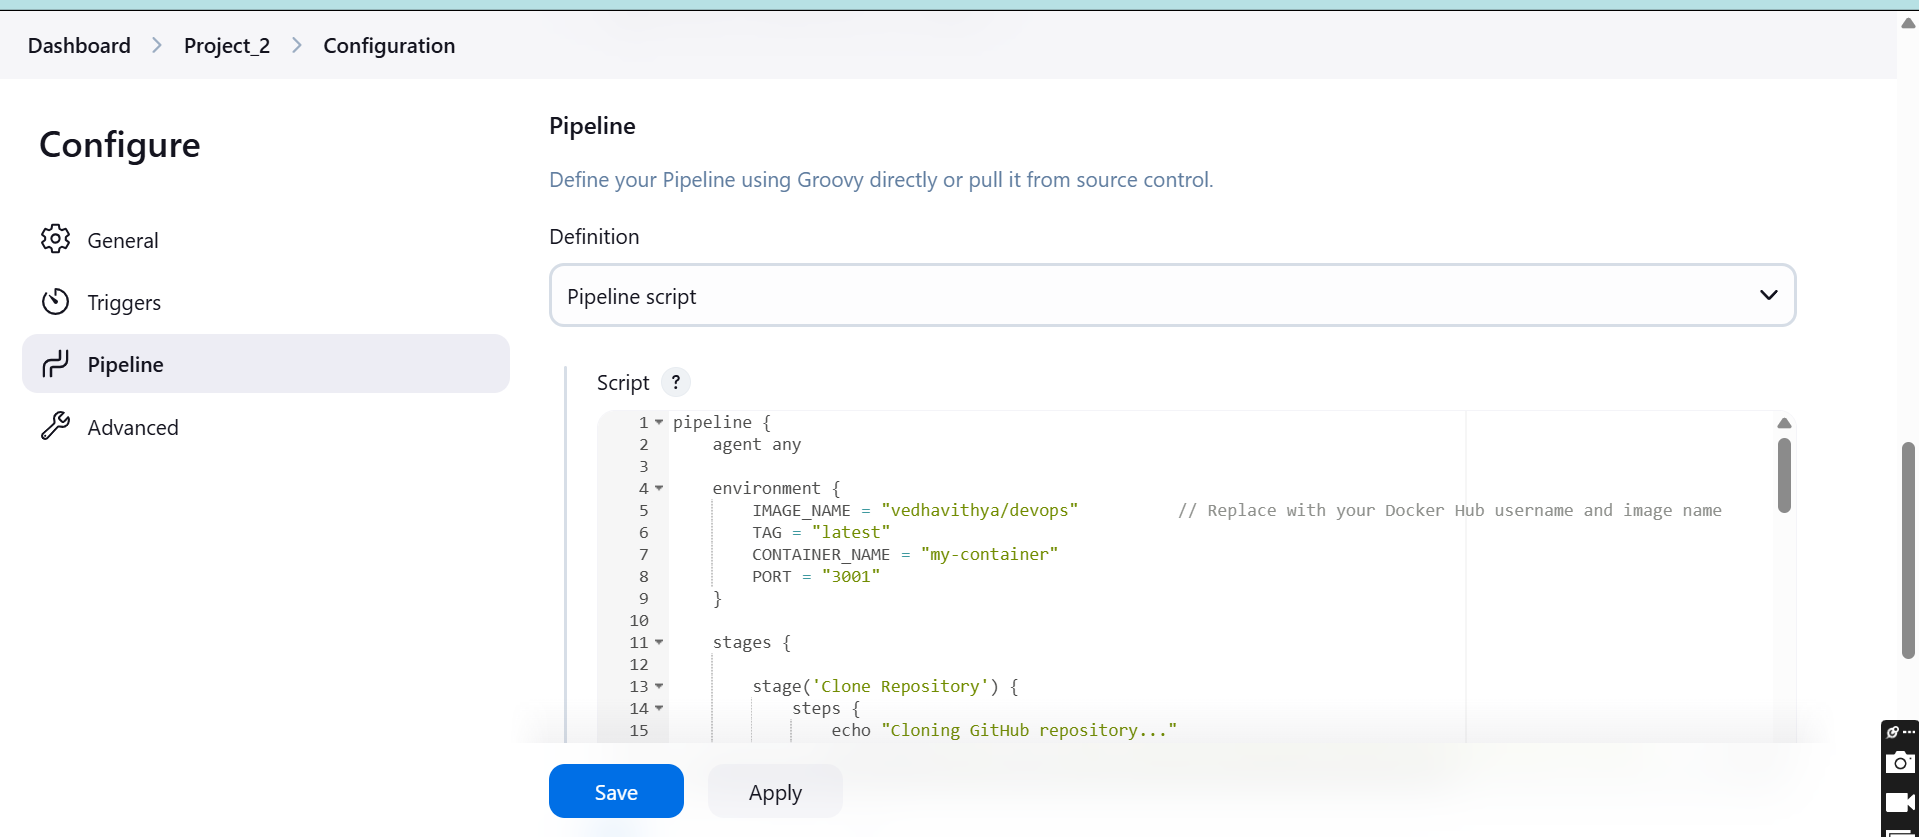 Dashboard > Project_2 > Configuration
Configure
General
Triggers
Pipeline
Advanced
Pipeline
Define your Pipeline using Groovy directly or pull it from source control.
Definition
Pipeline script
Script ?
1 pipeline {
2     agent any
3
4     environment {
5         IMAGE_NAME = "vedhavithya/devops"          // Replace with your Docker Hub username and image name
6         TAG = "latest"
7         CONTAINER_NAME = "my-container"
8         PORT = "3001"
9     }
10
11     stages {
12
13         stage('Clone Repository') {
14             steps {
15                 echo "Cloning GitHub repository..."
Save Apply